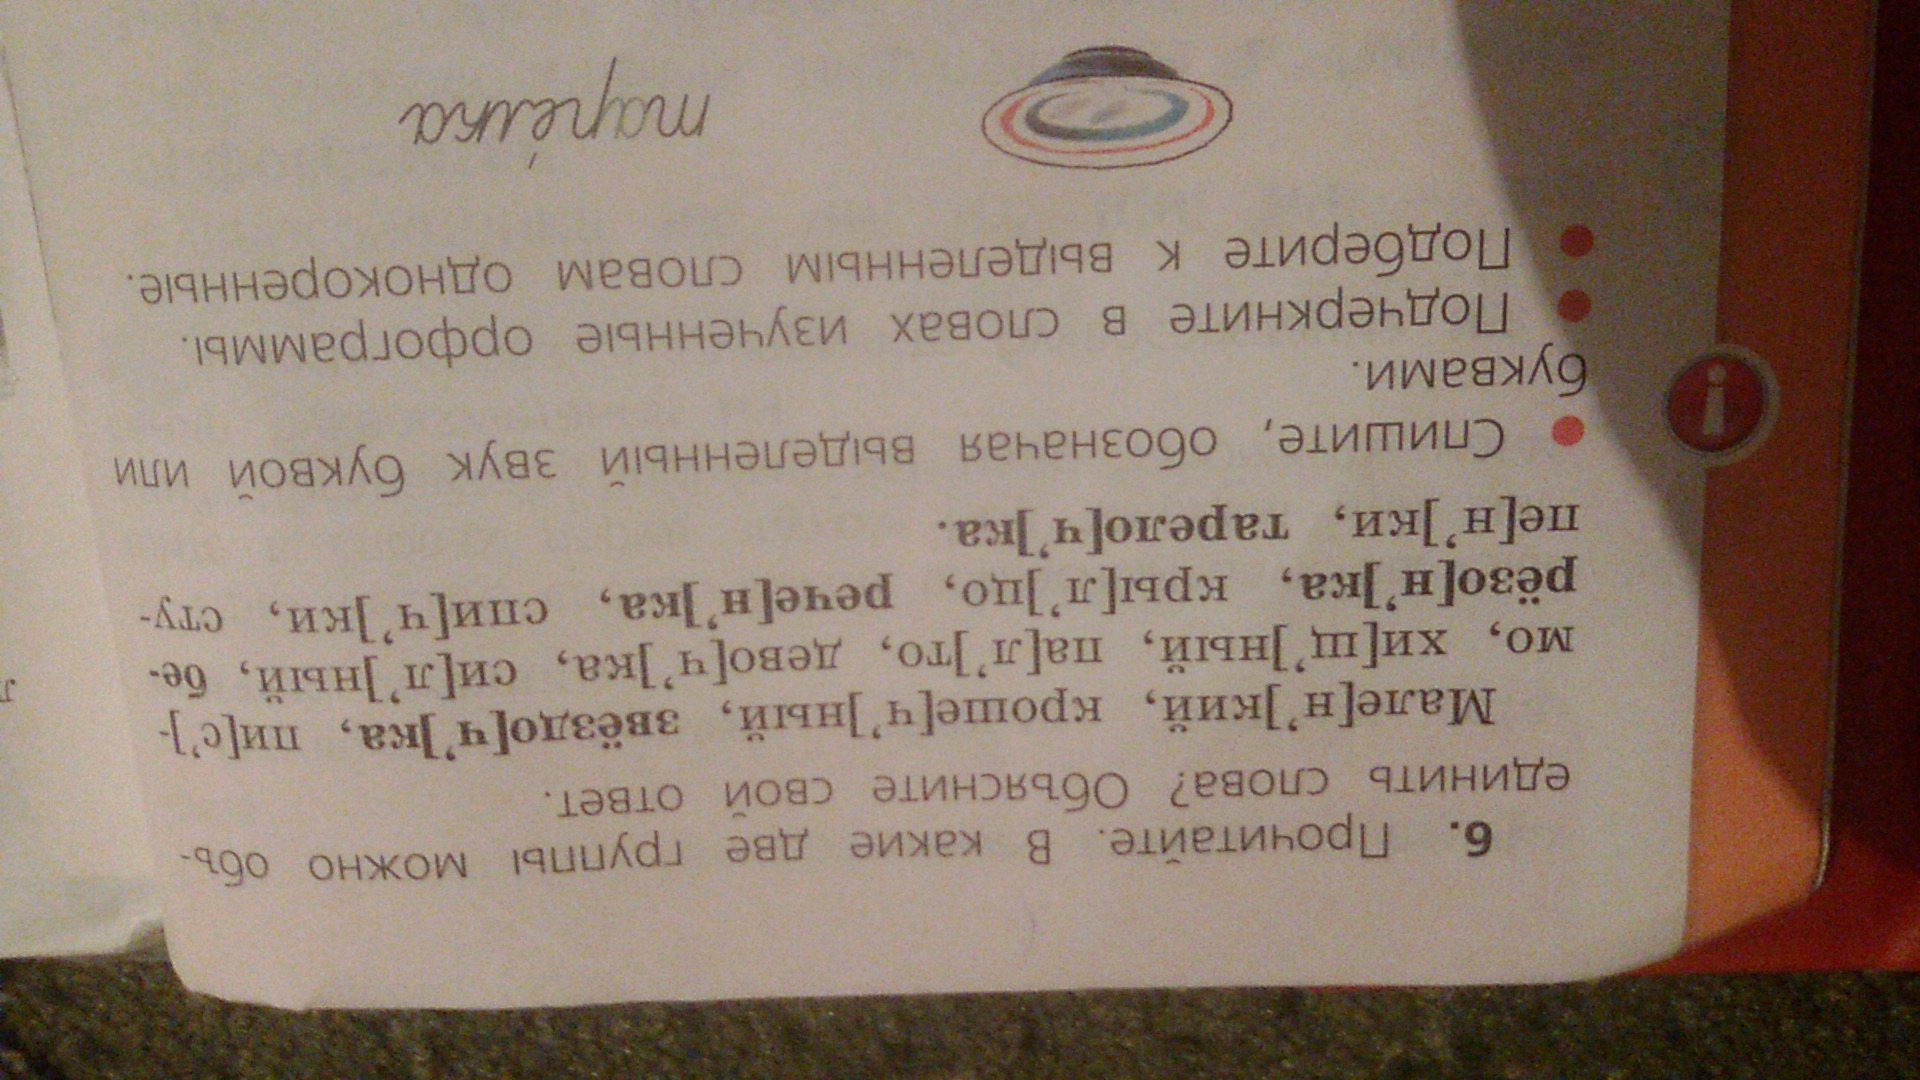 6. Прочитайте. В какие две группы можно объ-
единить слова? Объясните свой ответ.
Мале[н’]кий, кроше[ч’]ный, звёздо[ч’]ка, пи[с’]-
мо, хи[щ’]ный, па[л’]то, дево[ч’]ка, си[л’]ный, бе-
рёзо[н’]ка, кры[л’]цо, рече[н’]ка, спи[ч’]ки, сту-
пе[н’]ки, тарело[ч’]ка.
• Спишите, обозначая выделенный звук буквой или
буквами.
• Подчеркните в словах изученные орфограммы.
• Подберите к выделенным словам однокоренные.
таре́лка
i